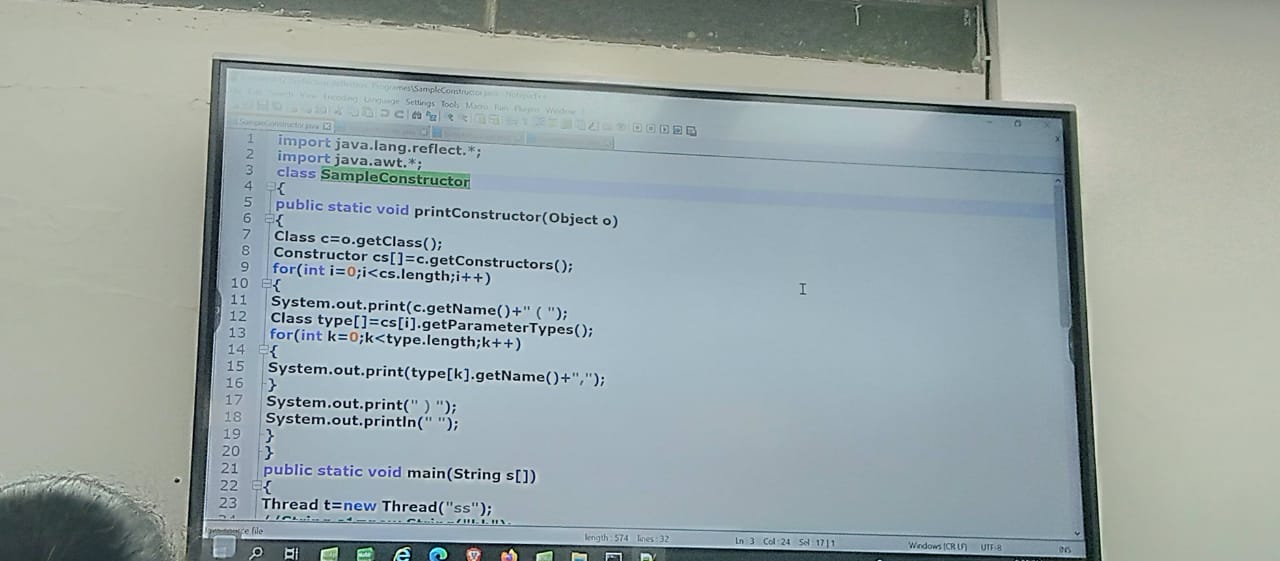 Programes\SampleConstructor.java - Notepad++
Search View Encoding Language Settings Tools Macro Run Plugins Window
SampleConstructor.java
1 import java.lang.reflect.*;
2 import java.awt.*;
3 class SampleConstructor
4 {
5 public static void printConstructor(Object o)
6 {
7 Class c=o.getClass();
8 Constructor cs[]=c.getConstructors();
9 for(int i=0;i<cs.length;i++)
10 {
11 System.out.print(c.getName()+" ( ");
12 Class type[]=cs[i].getParameterTypes();
13 for(int k=0;k<type.length;k++)
14 {
15 System.out.print(type[k].getName()+",");
16 }
17 System.out.print(" ) ");
18 System.out.println(" ");
19 }
20 }
21 public static void main(String s[])
22 {
23 Thread t=new Thread("ss");
Java source file length : 574 lines : 32 Ln : 3 Col : 24 Sel : 17 | 1 Windows (CR LF) UTF-8 INS